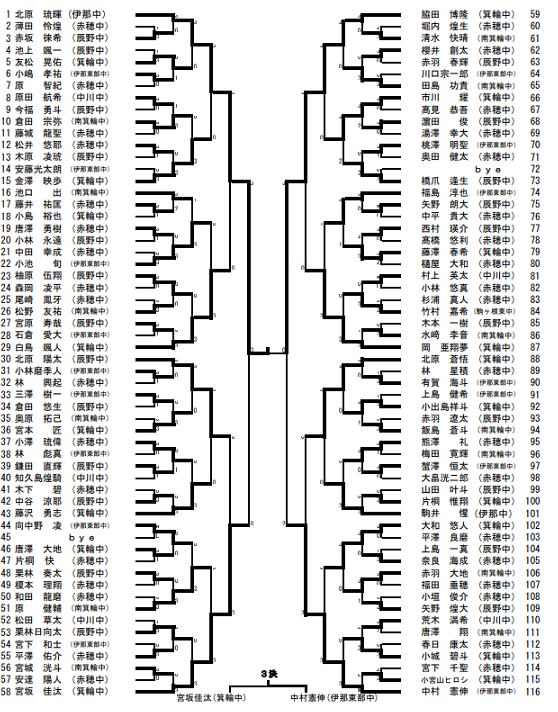 1 北原 琉暉 (伊那中)
2 薄田 怜煌 (赤穂中)
3 赤坂 徠希 (辰野中)
4 池上 颯一 (辰野中)
5 友松 晃佑 (箕輪中)
6 小嶋 孝祐 (伊那東部中)
7 原 智紀 (赤穂中)
8 原田 航希 (中川中)
9 今福 勇斗 (辰野中)
10 倉田 宗弥 (南箕輪中)
11 藤城 龍聖 (赤穂中)
12 松井 悠耶 (赤穂中)
13 木原 凌琥 (辰野中)
14 安藤光太朗 (伊那東部中)
15 金澤 映歩 (箕輪中)
16 池口 出 (南箕輪中)
17 藤井 祐匡 (赤穂中)
18 小島 裕也 (箕輪中)
19 唐澤 勇樹 (赤穂中)
20 小林 永遠 (辰野中)
21 中田 幸成 (赤穂中)
22 小池 旬 (伊那東部中)
23 柚原 伍翔 (辰野中)
24 森岡 凌平 (赤穂中)
25 尾崎 鳳牙 (赤穂中)
26 松野 友祐 (南箕輪中)
27 宮原 寿哉 (辰野中)
28 石倉 愛大 (伊那東部中)
29 白鳥 颯人 (箕輪中)
30 北原 陽太 (辰野中)
31 小林磨季人 (伊那東部中)
32 林 興起 (赤穂中)
33 三澤 樹一 (伊那東部中)
34 倉田 悠生 (辰野中)
35 奥原 拓己 (南箕輪中)
36 宮本 匠 (箕輪中)
37 小澤 琉偉 (赤穂中)
38 林 彪真 (伊那東部中)
39 鎌田 直輝 (辰野中)
40 知久島煌騎 (中川中)
41 木下 碧 (赤穂中)
42 中谷 涼耶 (辰野中)
43 藤沢 勇志 (箕輪中)
44 向中野 凌 (伊那東部中)
45 bye
46 唐澤 大地 (箕輪中)
47 片桐 快 (赤穂中)
48 栗林 奏太 (辰野中)
49 榎本 理翔 (赤穂中)
50 和田 龍磨 (赤穂中)
51 原 健輔 (南箕輪中)
52 松田 草太 (中川中)
53 栗林日向太 (辰野中)
54 宮下 和士 (伊那東部中)
55 平澤 佑介 (赤穂中)
56 宮城 洸斗 (南箕輪中)
57 安達 陽人 (赤穂中)
58 宮坂 佳汰 (箕輪中)
脇田 博隆 (箕輪中) 59
堀内 煌生 (赤穂中) 60
清水 快晴 (南箕輪中) 61
櫻井 創太 (赤穂中) 62
赤羽 春輝 (辰野中) 63
川口宗一郎 (伊那東部中) 64
田島 功貴 (南箕輪中) 65
市川 耀 (箕輪中) 66
高見 恭吾 (赤穂中) 67
濵田 俊 (辰野中) 68
湯澤 幸大 (赤穂中) 69
桃澤 明聖 (伊那東部中) 70
奥田 健太 (赤穂中) 71
bye 72
橋爪 逢生 (辰野中) 73
福島 淳也 (伊那東部中) 74
矢野 朗大 (辰野中) 75
中平 貴大 (赤穂中) 76
西村 瑛介 (辰野中) 77
髙橋 悠利 (赤穂中) 78
藤澤 春希 (箕輪中) 79
樋屋 大和 (赤穂中) 80
村上 英太 (中川中) 81
小林 悠真 (赤穂中) 82
杉浦 真人 (赤穂中) 83
竹村 嘉希 (駒ヶ根東中) 84
木本 一樹 (辰野中) 85
水﨑 李音 (南箕輪中) 86
岡 亜翔夢 (箕輪中) 87
北原 蒼悟 (箕輪中) 88
林 星積 (赤穂中) 89
有賀 海斗 (伊那東部中) 90
上島 健希 (伊那東部中) 91
小出島祥斗 (箕輪中) 92
赤羽 遼太 (辰野中) 93
飯島 蒼斗 (南箕輪中) 94
熊澤 礼 (赤穂中) 95
梅田 寛輝 (南箕輪中) 96
蟹澤 恒太 (伊那東部中) 97
大畠洸二郎 (赤穂中) 98
山田 叶斗 (辰野中) 99
片桐 惟翔 (箕輪中) 100
駒井 惺 (伊那中) 101
大和 悠人 (箕輪中) 102
平澤 良磨 (赤穂中) 103
上島 一真 (辰野中) 104
奈良 海成 (赤穂中) 105
赤羽 大地 (南箕輪中) 106
福田 亜穂 (赤穂中) 107
小垣 俊介 (赤穂中) 108
矢野 煌大 (辰野中) 109
荒木 満希 (中川中) 110
唐澤 翔 (南箕輪中) 111
春日 康太 (赤穂中) 112
小城 碧斗 (箕輪中) 113
宮下 千聖 (赤穂中) 114
小宮山ヒロシ (箕輪中) 115
中村 憲伸 (伊那東部中) 116
3決
宮坂佳汰(箕輪中) 中村憲伸(伊那東部中)